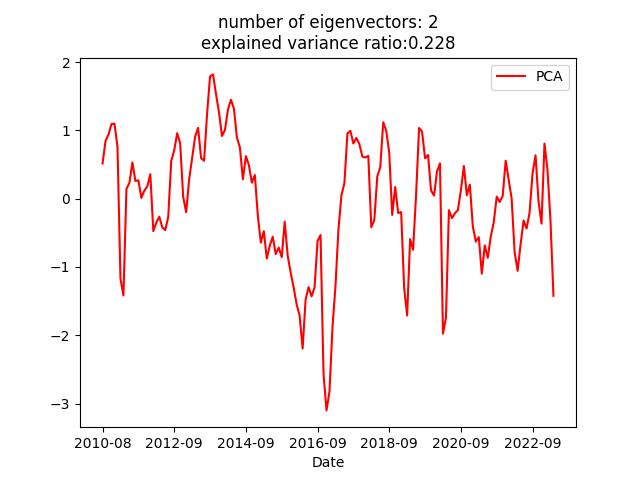 number of eigenvectors: 2
explained variance ratio:0.228
PCA
2
1
0
−1
−2
−3
2010-08 2012-09 2014-09 2016-09 2018-09 2020-09 2022-09
Date